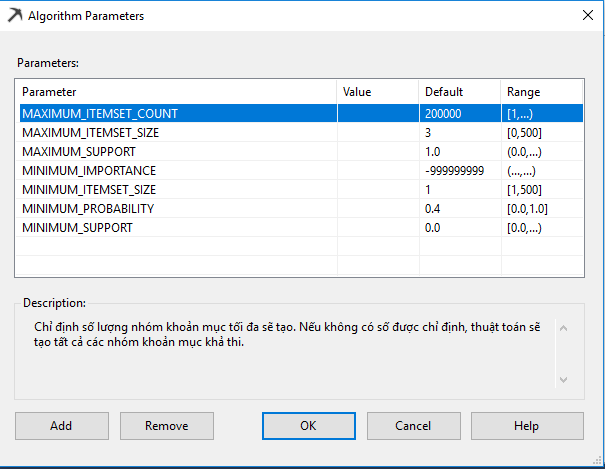 Algorithm Parameters
Parameters:
Parameter Value Default Range
MAXIMUM_ITEMSET_COUNT 200000 [1,...)
MAXIMUM_ITEMSET_SIZE 3 [0,500]
MAXIMUM_SUPPORT 1.0 (0.0,...)
MINIMUM_IMPORTANCE -999999999 (...,...)
MINIMUM_ITEMSET_SIZE 1 [1,500]
MINIMUM_PROBABILITY 0.4 [0.0,1.0]
MINIMUM_SUPPORT 0.0 [0.0,...)
Description:
Chỉ định số lượng nhóm khoản mục tối đa sẽ tạo. Nếu không có số được chỉ định, thuật toán sẽ
tạo tất cả các nhóm khoản mục khả thi.
Add Remove OK Cancel Help